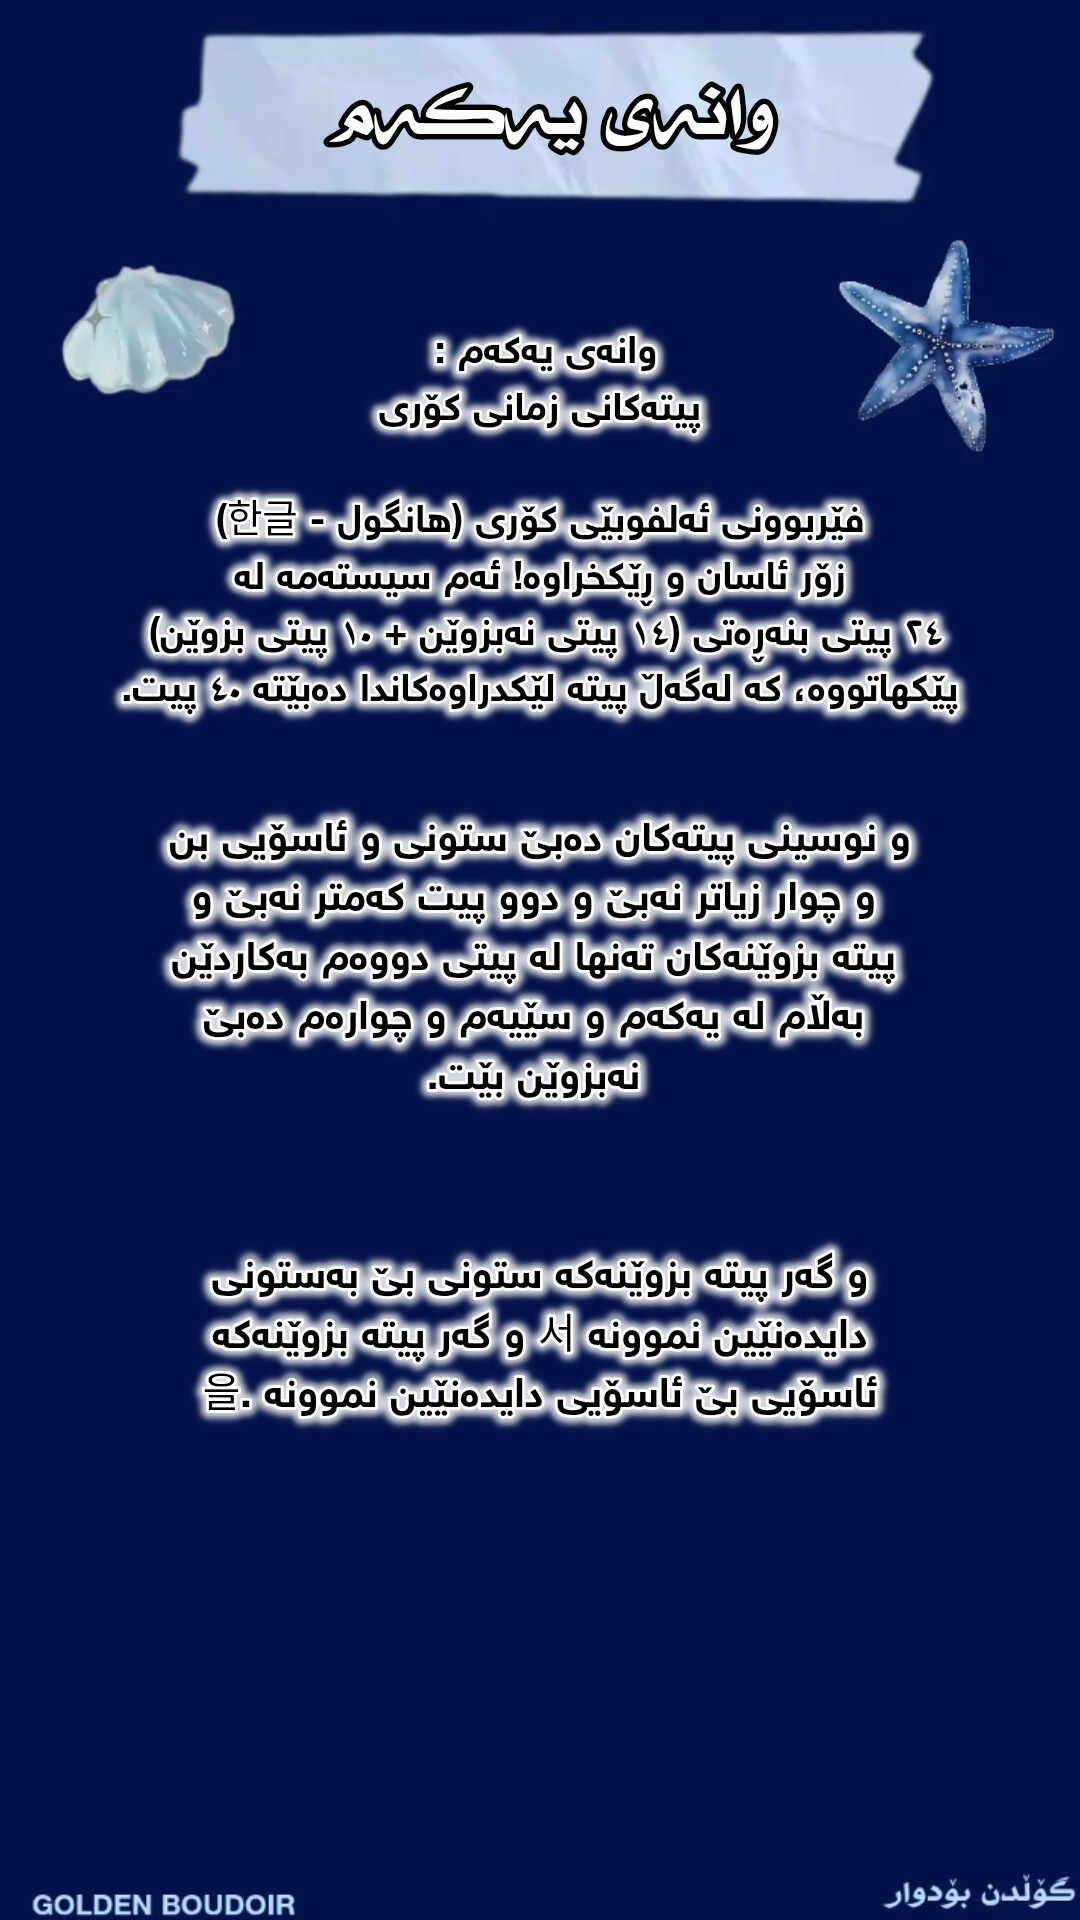 وانەی یەکەم
وانەی یەکەم :
پیتەکانی زمانی کۆری
فێربوونی ئەلفوبێی کۆری (هانگول - 한글)
زۆر ئاسان و ڕێکخراوە! ئەم سیستەمە لە
٢٤ پیتی بنەڕەتی (١٤ پیتی نەبزوێن + ١٠ پیتی بزوێن)
پێکهاتووە، کە لەگەڵ پیتە لێکدراوەکاندا دەبێتە ٤٠ پیت.
و نوسینی پیتەکان دەبێ ستونی و ئاسۆیی بن
و چوار زیاتر نەبێ و دوو پیت کەمتر نەبێ و
پیتە بزوێنەکان تەنها لە پیتی دووەم بەکاردێن
بەڵام لە یەکەم و سێیەم و چوارەم دەبێ
نەبزوێن بێت.
و گەر پیتە بزوێنەکە ستونی بێ بەستونی
دایدەنێین نموونە 서 و گەر پیتە بزوێنەکە
ئاسۆیی بێ ئاسۆیی دایدەنێین نموونە .을
GOLDEN BOUDOIR
گۆڵدن بۆدوار